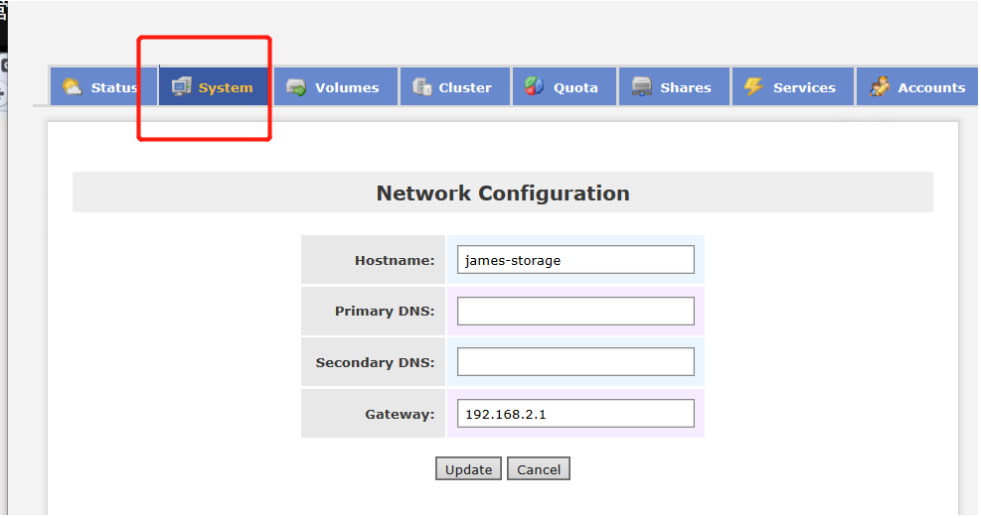 Status System Volumes Cluster Quota Shares Services Accounts
Network Configuration
Hostname: james-storage
Primary DNS:
Secondary DNS:
Gateway: 192.168.2.1
Update Cancel